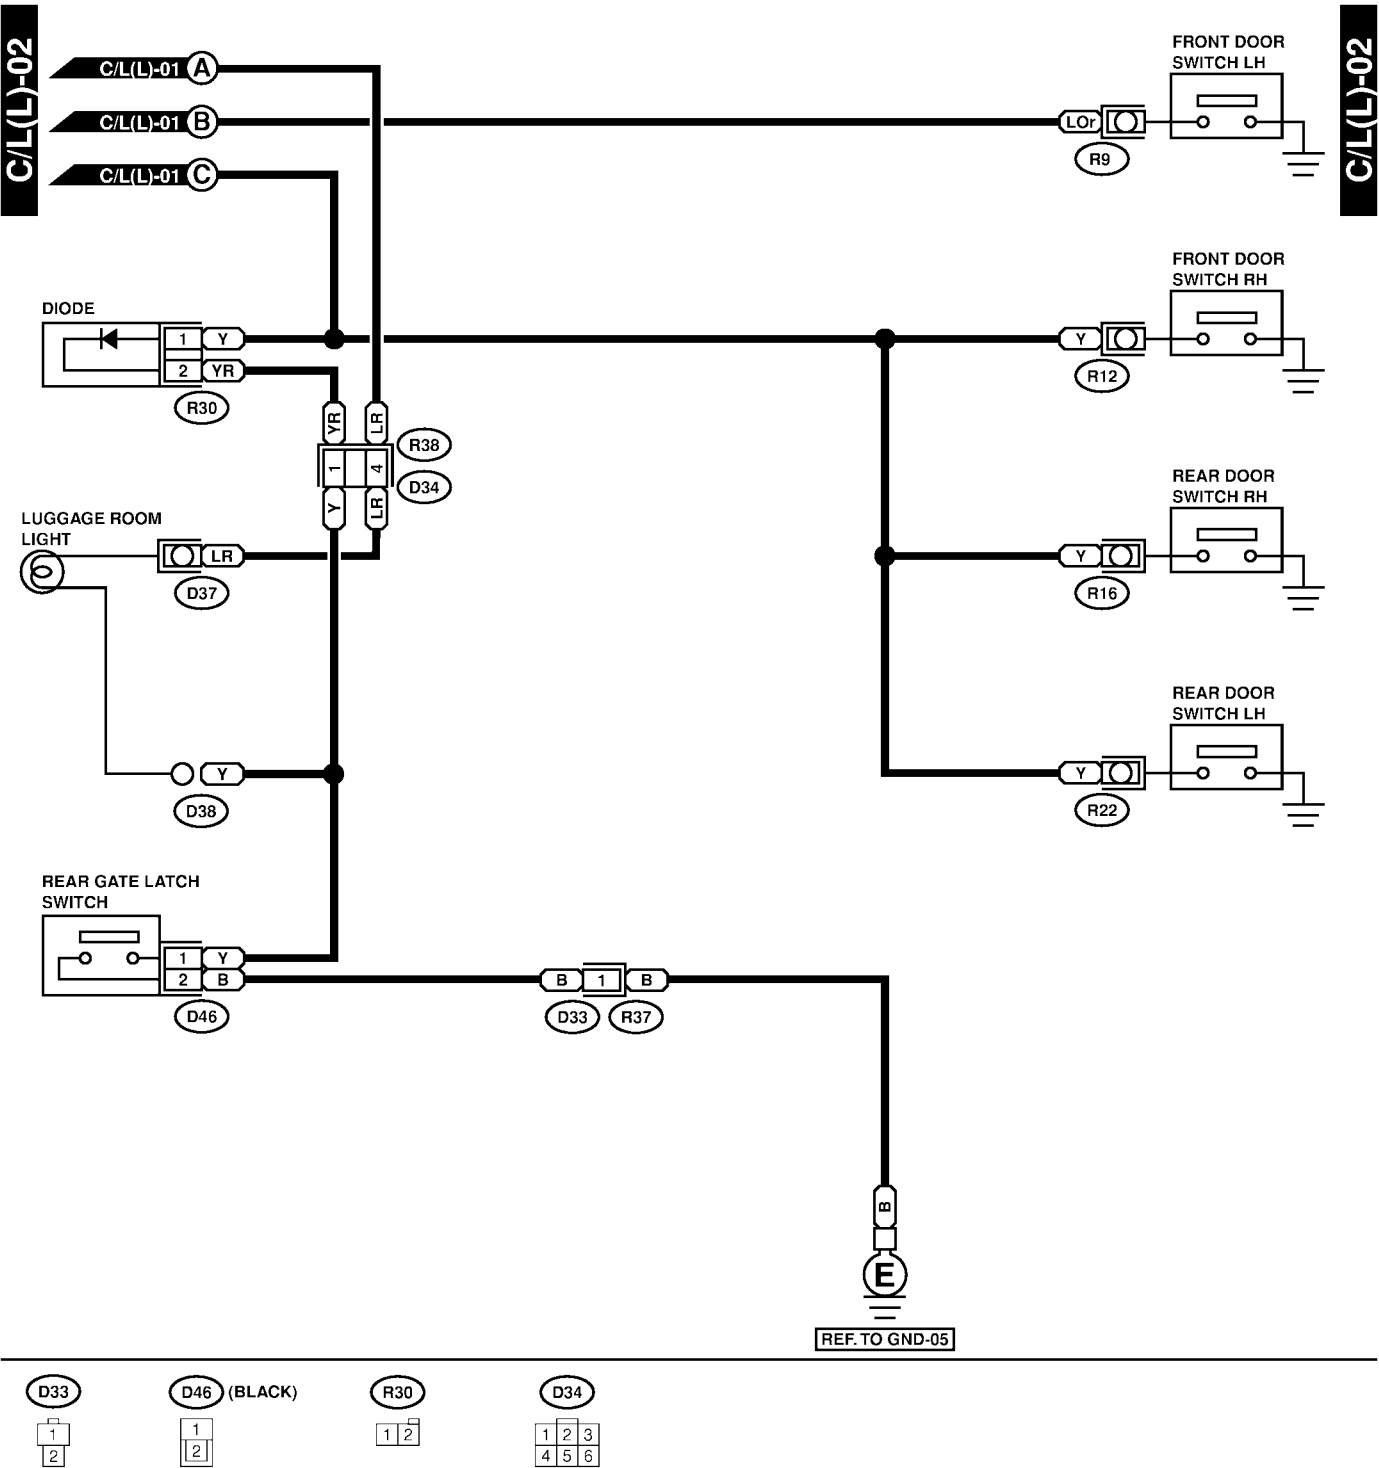 C/L(L)-02
C/L(L)-02
C/L(L)-01 A
C/L(L)-01 B
C/L(L)-01 C
FRONT DOOR
SWITCH LH
LOr
R9
FRONT DOOR
SWITCH RH
Y
R12
DIODE
1 Y
2 YR
R30
YR LR
1 4
R38
D34
Y LR
REAR DOOR
SWITCH RH
Y
R16
LUGGAGE ROOM
LIGHT
LR
D37
REAR DOOR
SWITCH LH
Y
R22
Y
D38
REAR GATE LATCH
SWITCH
1 Y
2 B
D46
B 1 B
D33 R37
B
E
REF. TO GND-05
D33
1
2
D46 (BLACK)
1
2
R30
1 2
D34
1 2 3
4 5 6